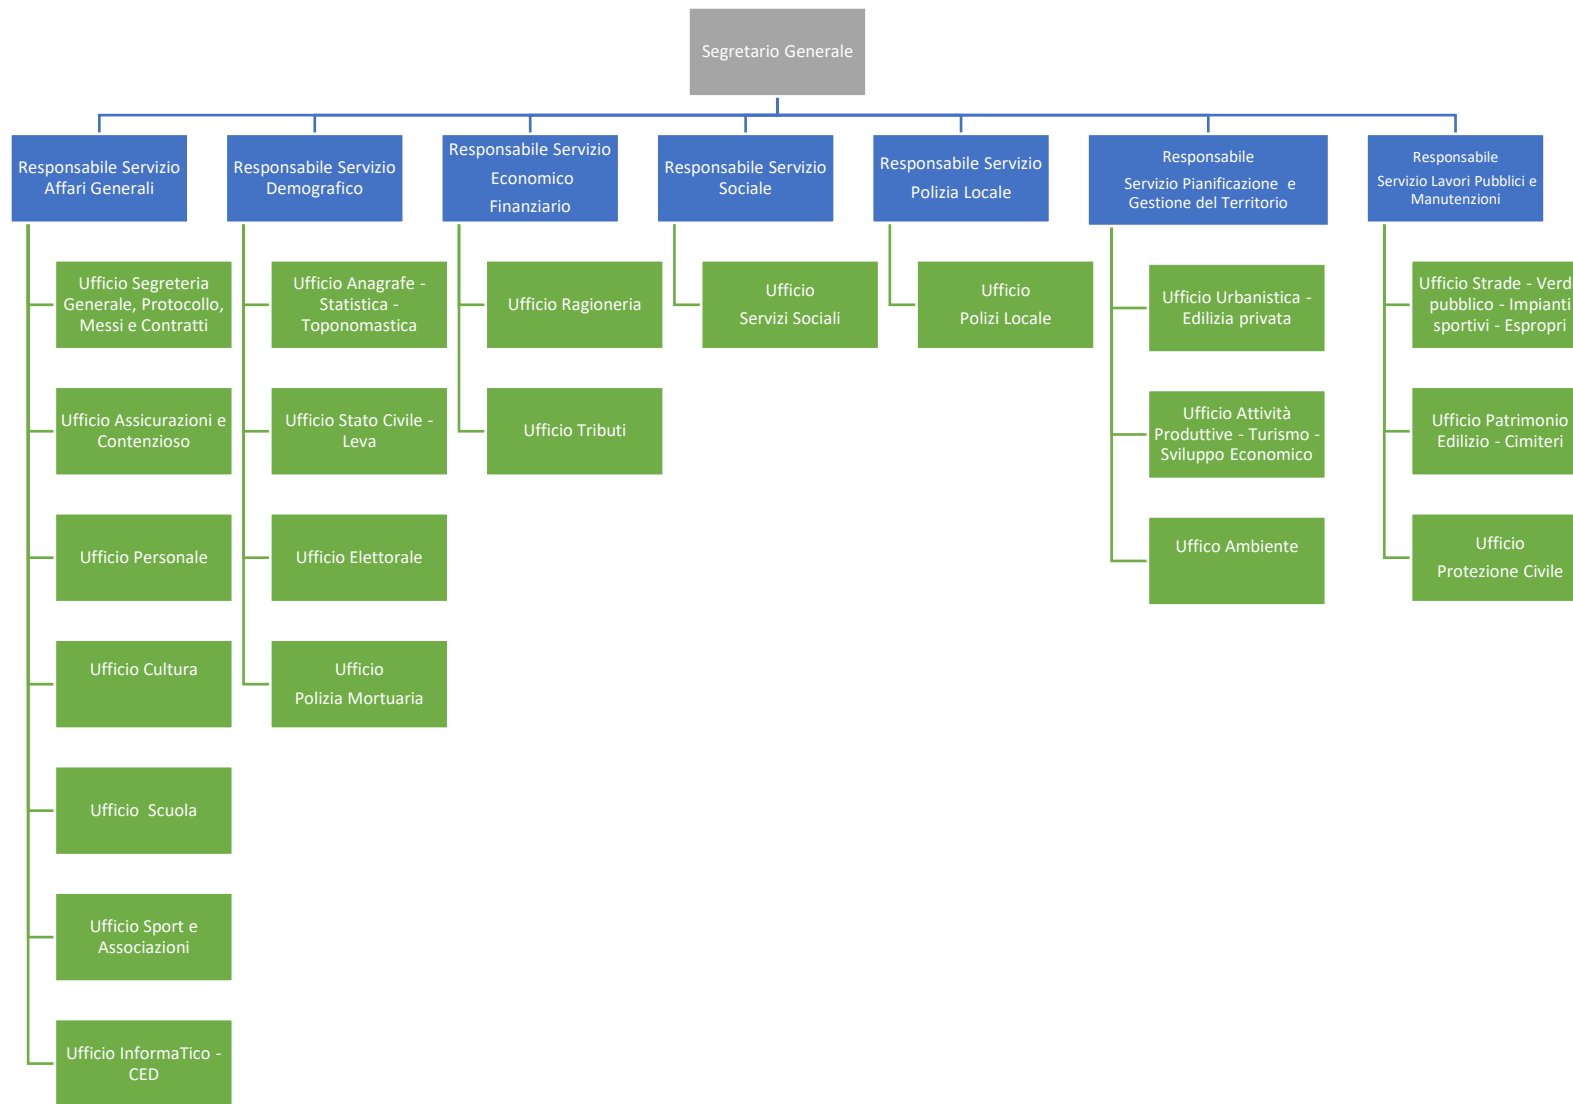 Segretario Generale
Responsabile Servizio
Affari Generali
Ufficio Segreteria
Generale, Protocollo,
Messi e Contratti
Ufficio Assicurazioni e
Contenzioso
Ufficio Personale
Ufficio Cultura
Ufficio  Scuola
Ufficio Sport e
Associazioni
Ufficio InformaTico -
CED
Responsabile Servizio
Demografico
Ufficio Anagrafe -
Statistica -
Toponomastica
Ufficio Stato Civile -
Leva
Ufficio Elettorale
Ufficio
Polizia Mortuaria
Responsabile Servizio
Economico
Finanziario
Ufficio Ragioneria
Ufficio Tributi
Responsabile Servizio
Sociale
Ufficio
Servizi Sociali
Responsabile Servizio
Polizia Locale
Ufficio
Polizi Locale
Responsabile
Servizio Pianificazione  e
Gestione del Territorio
Ufficio Urbanistica -
Edilizia privata
Ufficio Attività
Produttive - Turismo -
Sviluppo Economico
Uffico Ambiente
Responsabile
Servizio Lavori Pubblici e
Manutenzioni
Ufficio Strade - Verde
pubblico - Impianti
sportivi - Espropri
Ufficio Patrimonio
Edilizio - Cimiteri
Ufficio
Protezione Civile